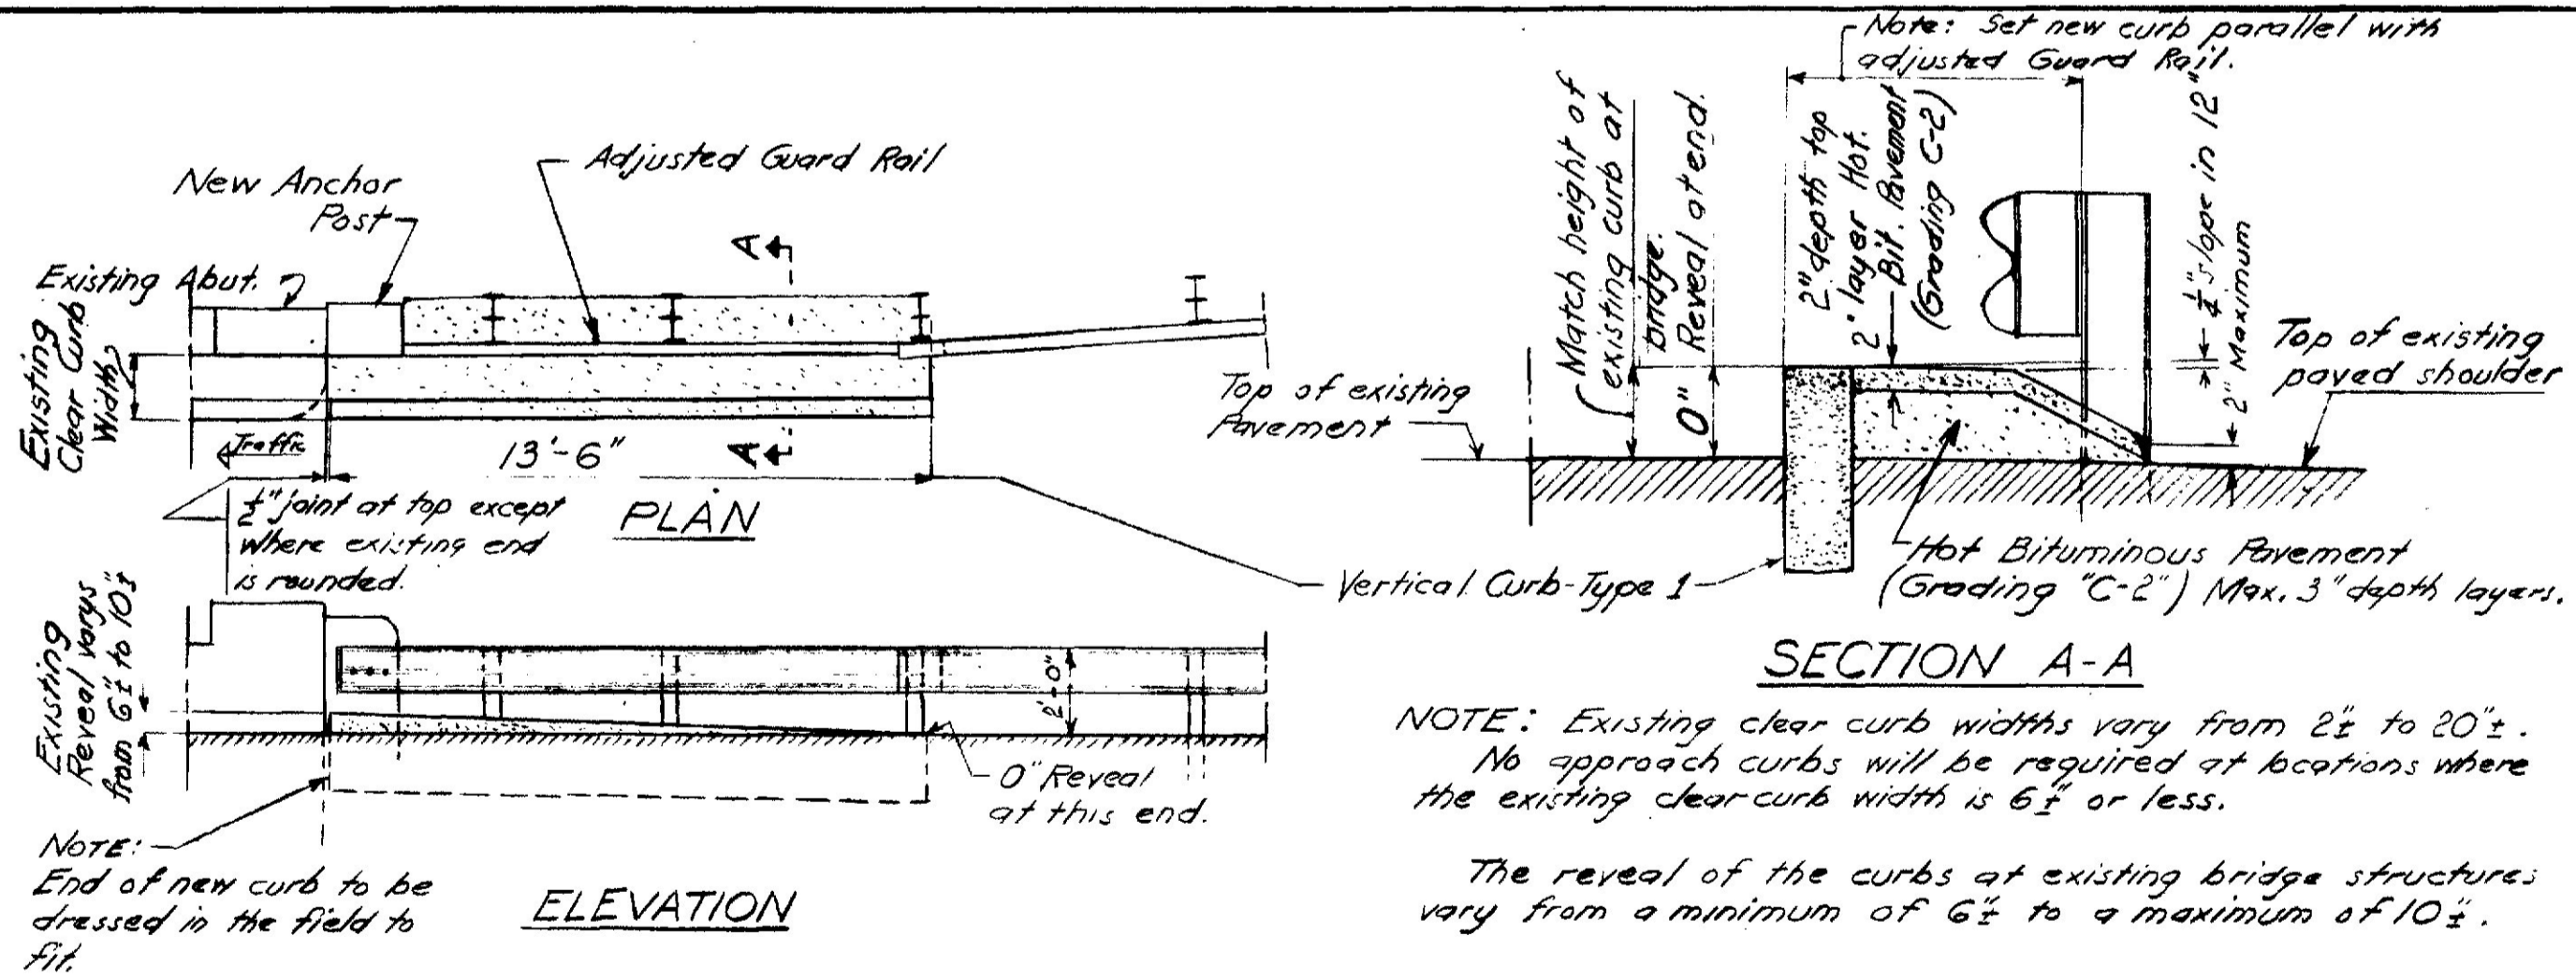 New Anchor
Post
Adjusted Guard Rail
Existing Abut.
Existing
Clear Curb
Width
A
A
Traffic
13'-6"
½" joint at top except
where existing end
is rounded.
PLAN
Existing
Reveal varys
from 6"± to 10"±
2'-0"
0" Reveal
at this end.
NOTE:
End of new curb to be
dressed in the field to
fit.
ELEVATION
Note: Set new curb parallel with
adjusted Guard Rail.
Match height of
existing curb at
bridge.
0" Reveal at end.
2" depth top
layer Hot.
Bit. Pavement
(Grading C-2)
2"
¼" slope in 12"
2" Maximum
Top of existing
Pavement
Top of existing
paved shoulder
Vertical Curb-Type 1
Hot Bituminous Pavement
(Grading "C-2") Max. 3" depth layers.
SECTION A-A
NOTE: Existing clear curb widths vary from 2"± to 20"±.
No approach curbs will be required at locations where
the existing clear curb width is 6"± or less.
The reveal of the curbs at existing bridge structures
vary from a minimum of 6"± to a maximum of 10"±.